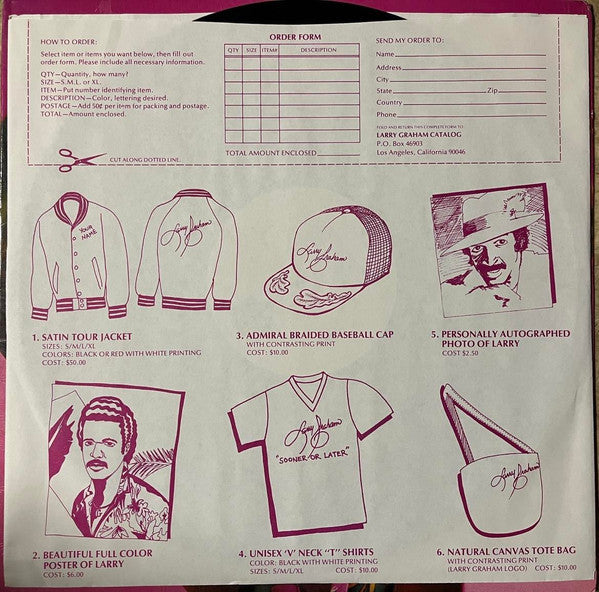 HOW TO ORDER:
Select item or items you want below, then fill out
order form. Please include all necessary information.
QTY—Quantity, how many?
SIZE—S.M.L. or XL.
ITEM—Put number identifying item.
DESCRIPTION—Color, lettering desired.
POSTAGE—Add 50¢ per item for packing and postage.
TOTAL—Amount enclosed.
CUT ALONG DOTTED LINE.
ORDER FORM
QTY SIZE ITEM# DESCRIPTION
TOTAL AMOUNT ENCLOSED
SEND MY ORDER TO:
Name
Address
City
State Zip
Country
Phone
FOLD AND RETURN THIS COMPLETE FORM TO:
LARRY GRAHAM CATALOG
P.O. Box 46903
Los Angeles, California 90046
YOUR
NAME
Larry Graham
1. SATIN TOUR JACKET
SIZES: S/M/L/XL
COLORS: BLACK OR RED WITH WHITE PRINTING
COST: $50.00
Larry Graham
3. ADMIRAL BRAIDED BASEBALL CAP
WITH CONTRASTING PRINT
COST: $10.00
5. PERSONALLY AUTOGRAPHED
PHOTO OF LARRY
COST $2.50
2. BEAUTIFUL FULL COLOR
POSTER OF LARRY
COST: $6.00
Larry Graham
"SOONER OR LATER"
4. UNISEX 'V' NECK "T" SHIRTS
COLOR: BLACK WITH WHITE PRINTING
SIZES: S/M/L/XL COST: $10.00
Larry Graham
6. NATURAL CANVAS TOTE BAG
WITH CONTRASTING PRINT
(LARRY GRAHAM LOGO) COST: $10.00